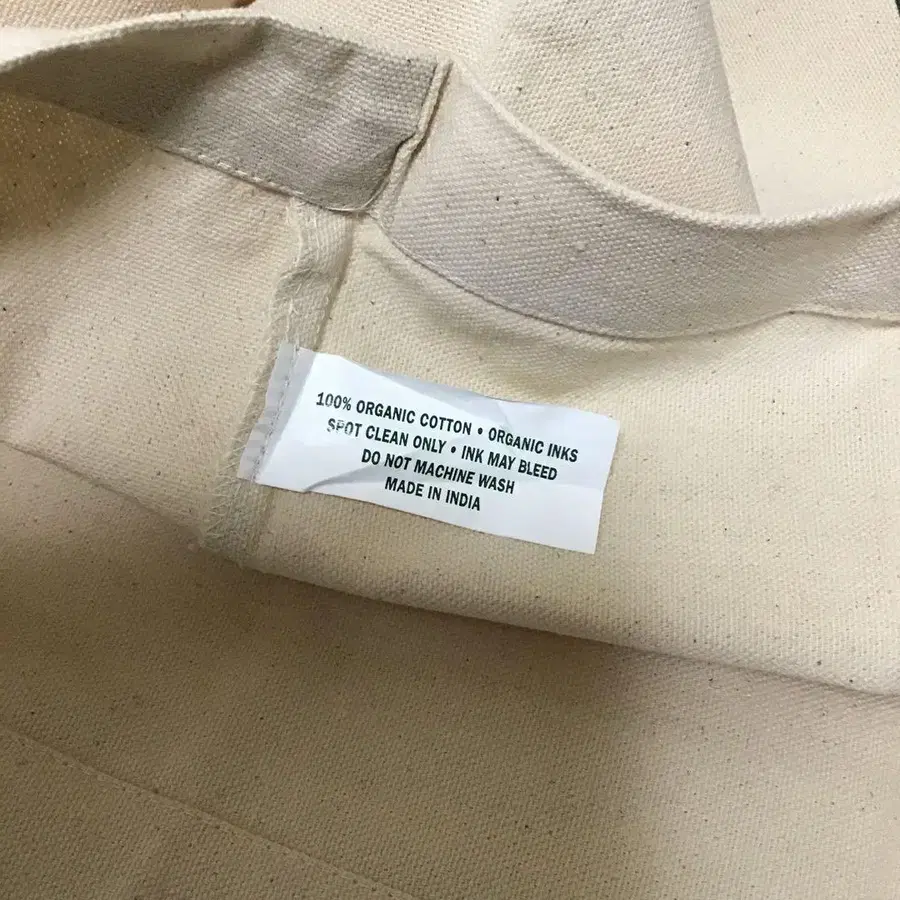 100% ORGANIC COTTON • ORGANIC INKS
SPOT CLEAN ONLY • INK MAY BLEED
DO NOT MACHINE WASH
MADE IN INDIA